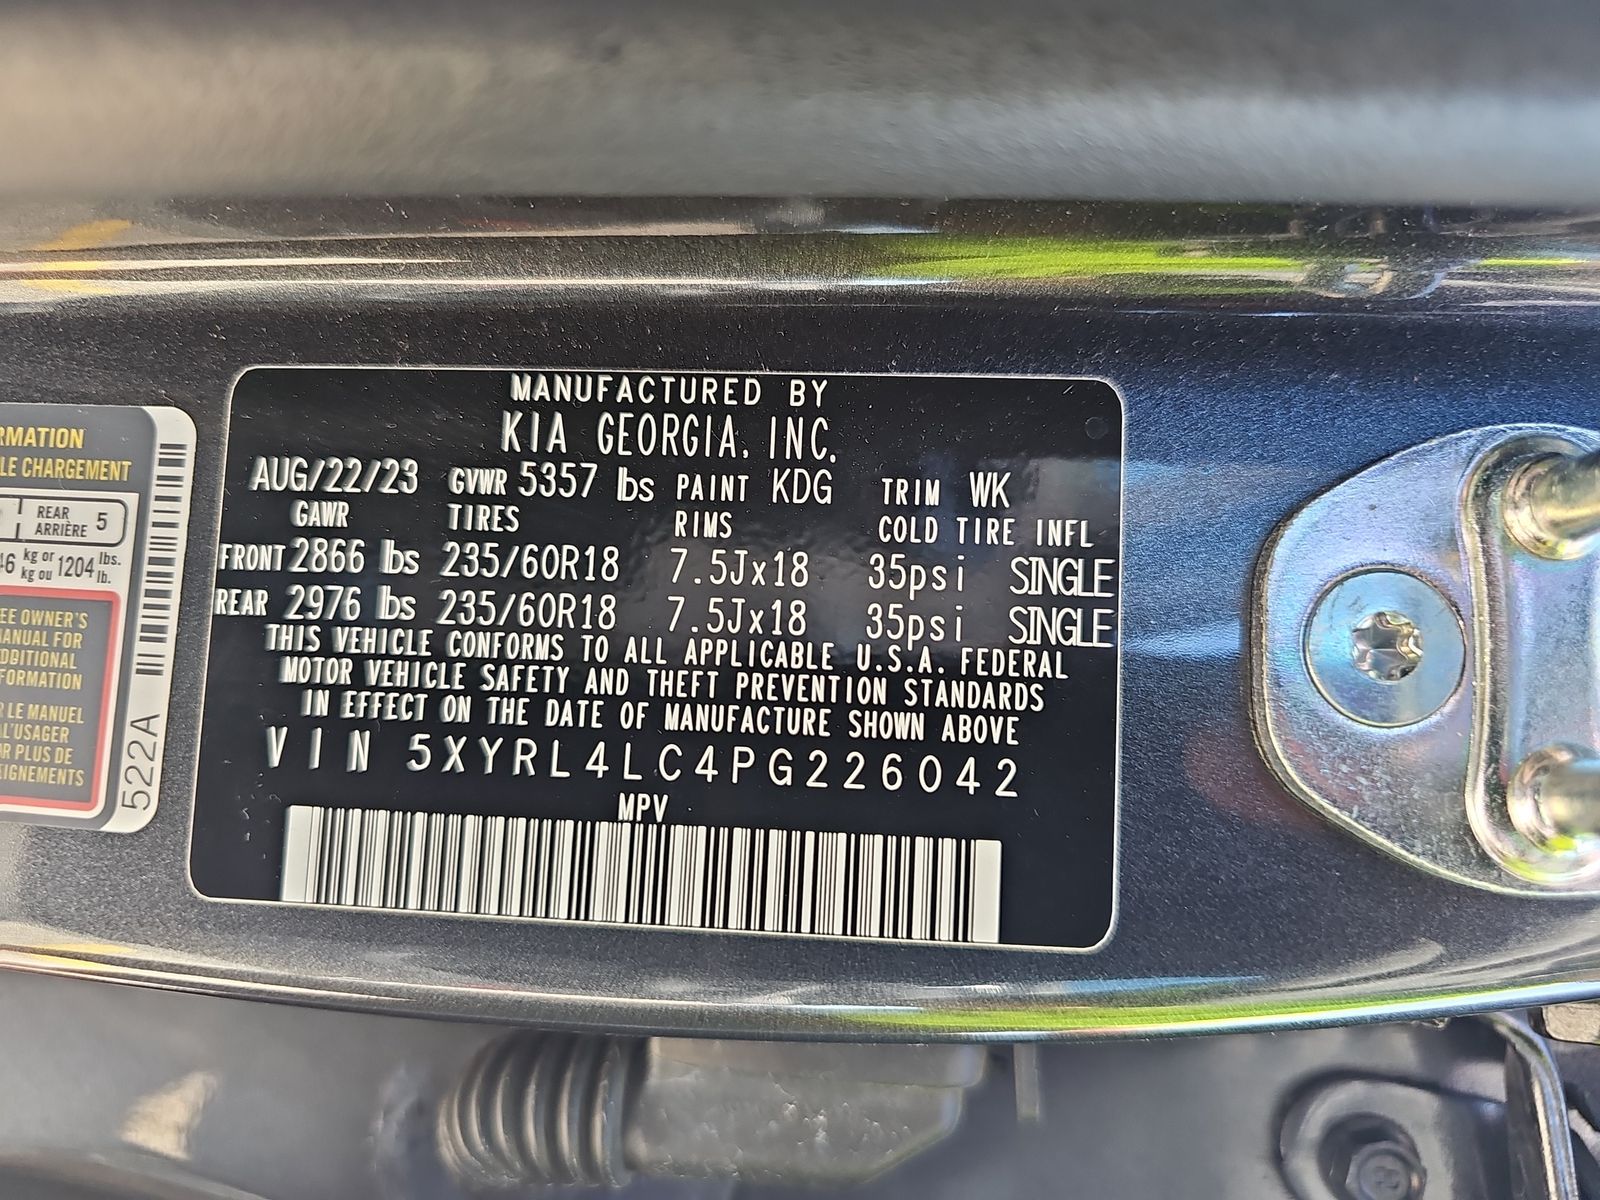 RMATION
LE CHARGEMENT
REAR
ARRIÈRE 5
kg or 1204 lbs.
kg ou lb.
EE OWNER'S
MANUAL FOR
ADDITIONAL
FORMATION
LE MANUEL
L'USAGER
PLUS DE
EIGNEMENTS
522A
MANUFACTURED BY
KIA GEORGIA. INC.
AUG/22/23 GVWR 5357 lbs PAINT KDG TRIM WK
GAWR TIRES RIMS COLD TIRE INFL
FRONT 2866 lbs 235/60R18 7.5Jx18 35psi SINGLE
REAR 2976 lbs 235/60R18 7.5Jx18 35psi SINGLE
THIS VEHICLE CONFORMS TO ALL APPLICABLE U.S.A. FEDERAL
MOTOR VEHICLE SAFETY AND THEFT PREVENTION STANDARDS
IN EFFECT ON THE DATE OF MANUFACTURE SHOWN ABOVE
VIN 5XYRL4LC4PG226042
MPV